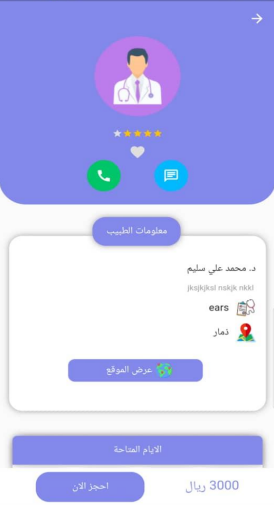 معلومات الطبيب
د. محمد علي سليم
jksjkjksl nskjk nkkl
ears
ذمار
عرض الموقع
الايام المتاحة
3000 ريال
احجز الان